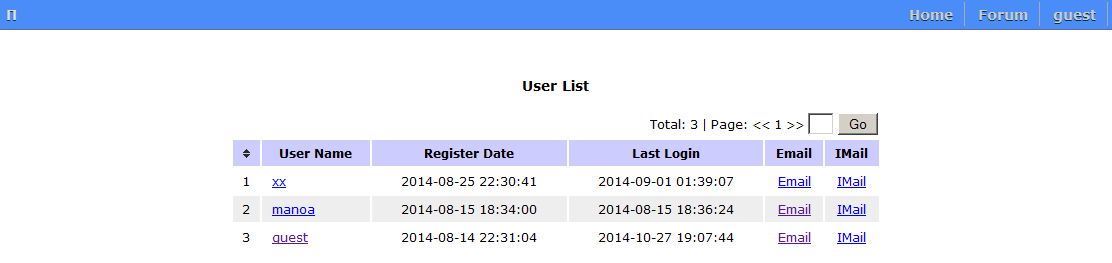 П Home Forum guest
User List
Total: 3 | Page: << 1 >> Go
User Name Register Date Last Login Email IMail
1 xx 2014-08-25 22:30:41 2014-09-01 01:39:07 Email IMail
2 manoa 2014-08-15 18:34:00 2014-08-15 18:36:24 Email IMail
3 guest 2014-08-14 22:31:04 2014-10-27 19:07:44 Email IMail